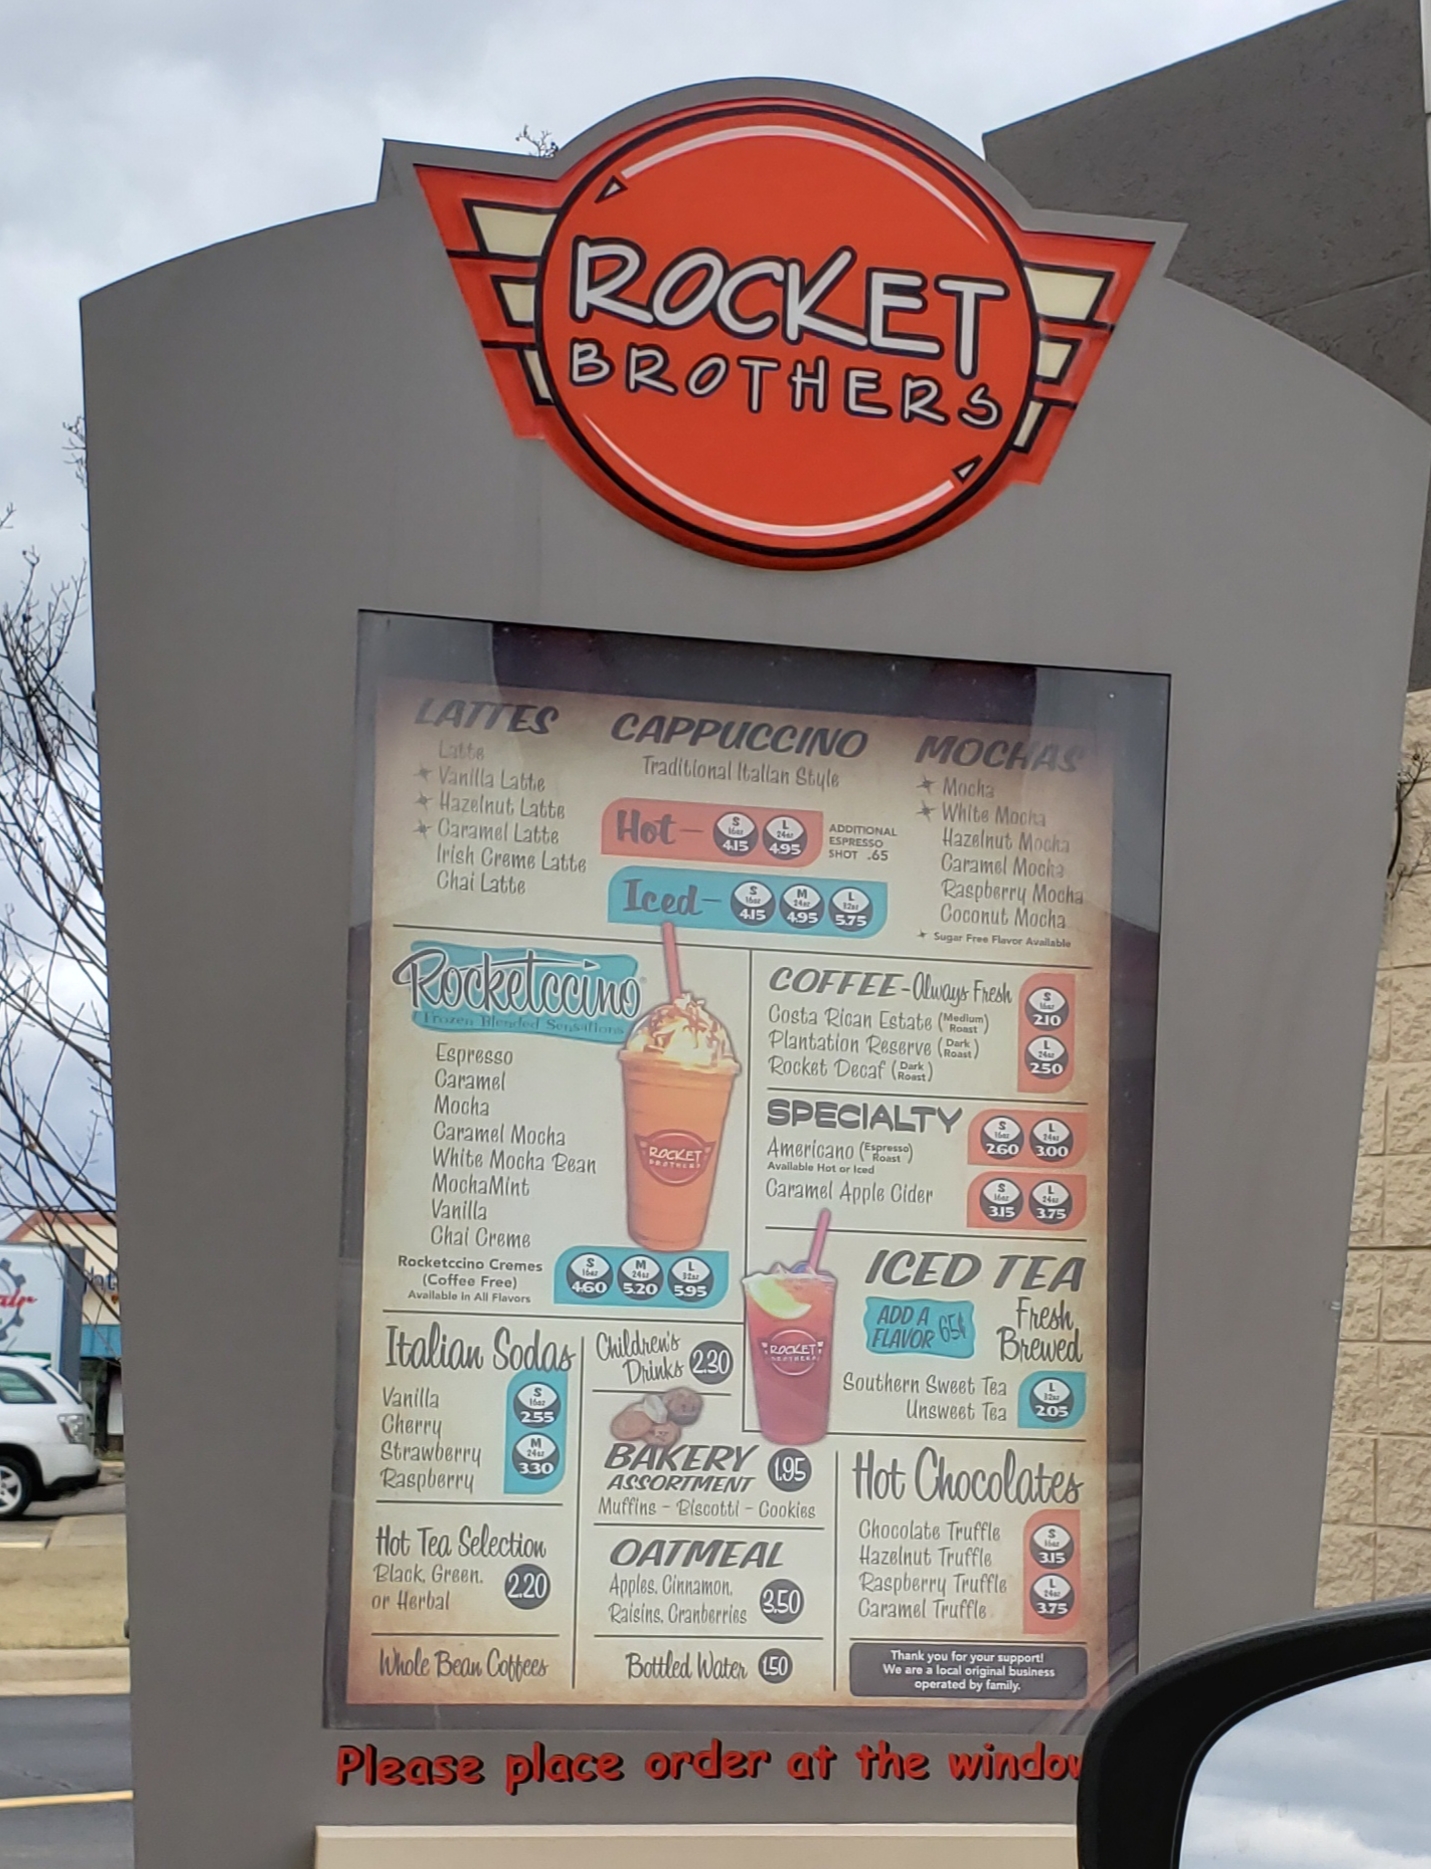 ROCKET
BROTHERS
LATTES
Latte
Vanilla Latte
Hazelnut Latte
Caramel Latte
Irish Creme Latte
Chai Latte
CAPPUCCINO
Traditional Italian Style
Hot –
S
16oz
4.15
L
24oz
4.95
ADDITIONAL
ESPRESSO
SHOT .65
Iced –
S
16oz
4.15
M
24oz
4.95
L
32oz
5.75
MOCHAS
Mocha
White Mocha
Hazelnut Mocha
Caramel Mocha
Raspberry Mocha
Coconut Mocha
Sugar Free Flavor Available
Rocketccino
Frozen Blended Sensations
Espresso
Caramel
Mocha
Caramel Mocha
White Mocha Bean
MochaMint
Vanilla
Chai Creme
Rocketccino Cremes
(Coffee Free)
Available In All Flavors
S
16oz
4.60
M
24oz
5.20
L
32oz
5.95
ROCKET
BROTHERS
COFFEE - Always Fresh
Costa Rican Estate (Medium Roast)
Plantation Reserve (Dark Roast)
Rocket Decaf (Dark Roast)
S
16oz
2.10
L
24oz
2.50
SPECIALTY
Americano (Espresso Roast)
Available Hot or Iced
S
16oz
2.60
L
24oz
3.00
Caramel Apple Cider
S
16oz
3.15
L
24oz
3.75
ICED TEA
ADD A
FLAVOR 65¢
Fresh
Brewed
Southern Sweet Tea
Unsweet Tea
L
32oz
2.05
ROCKET
BROTHERS
Italian Sodas
Vanilla
Cherry
Strawberry
Raspberry
S
16oz
2.55
M
24oz
3.30
Children's
Drinks 2.30
BAKERY
ASSORTMENT
1.95
Muffins - Biscotti - Cookies
Hot Chocolates
Chocolate Truffle
Hazelnut Truffle
Raspberry Truffle
Caramel Truffle
S
16oz
3.15
L
24oz
3.75
Hot Tea Selection
Black, Green,
or Herbal
2.20
OATMEAL
Apples, Cinnamon,
Raisins, Cranberries
3.50
Whole Bean Coffees
Bottled Water 1.50
Thank you for your support!
We are a local original business
operated by family.
Please place order at the window